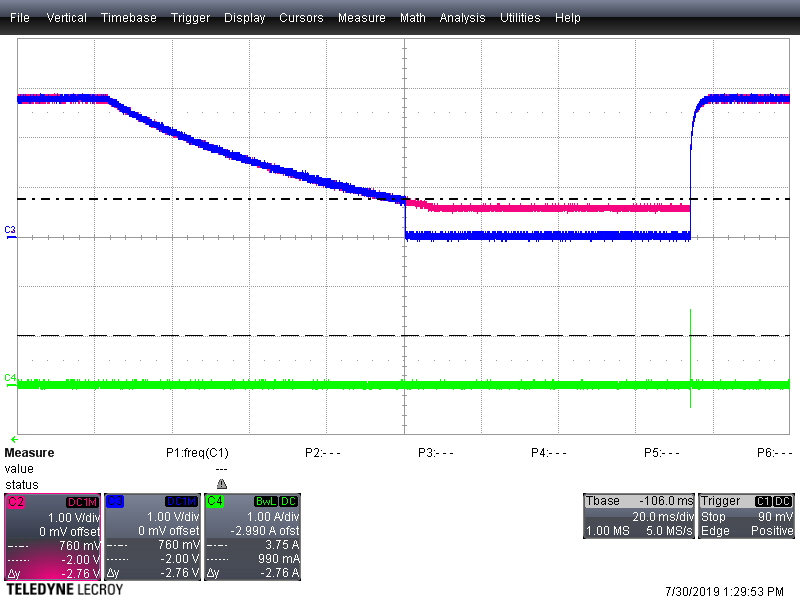 File Vertical Timebase Trigger Display Cursors Measure Math Analysis Utilities Help
C3
C4
Measure P1:freq(C1) P2:--- P3:--- P4:--- P5:--- P6:---
value ---
status
C2 DC1M
1.00 V/div
0 mV offset
760 mV
-2.00 V
Δy -2.76 V
C3 DC1M
1.00 V/div
0 mV offset
760 mV
-2.00 V
Δy -2.76 V
C4 BwL DC
1.00 A/div
-2.990 A ofst
3.75 A
990 mA
Δy -2.76 A
Tbase -106.0 ms
20.0 ms/div
1.00 MS 5.0 MS/s
Trigger C1 DC
Stop 90 mV
Edge Positive
TELEDYNE LECROY
7/30/2019 1:29:53 PM